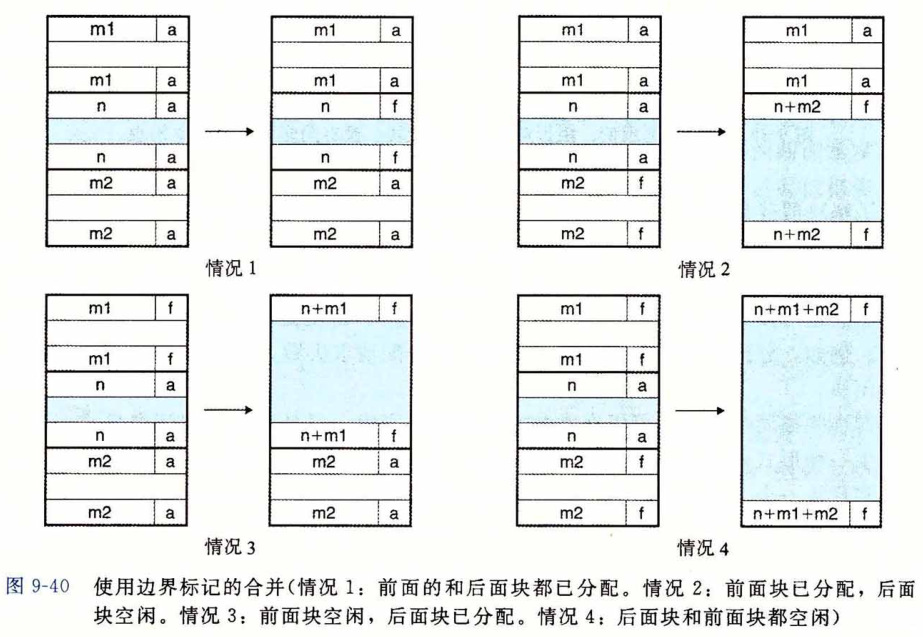 m1 a m1 a
m1 a m1 a
n a n f
n a n f
m2 a m2 a
m2 a m2 a
情况 1
m1 a m1 a
m1 a m1 a
n a n+m2 f
n a
m2 f
m2 f n+m2 f
情况 2
m1 f n+m1 f
m1 f
n a
n a n+m1 f
m2 a m2 a
m2 a m2 a
情况 3
m1 f n+m1+m2 f
m1 f
n a
n a
m2 f
m2 f n+m1+m2 f
情况 4
图 9-40 使用边界标记的合并(情况 1：前面的和后面块都已分配。情况 2：前面块已分配，后面
块空闲。情况 3：前面块空闲，后面块已分配。情况 4：后面块和前面块都空闲)